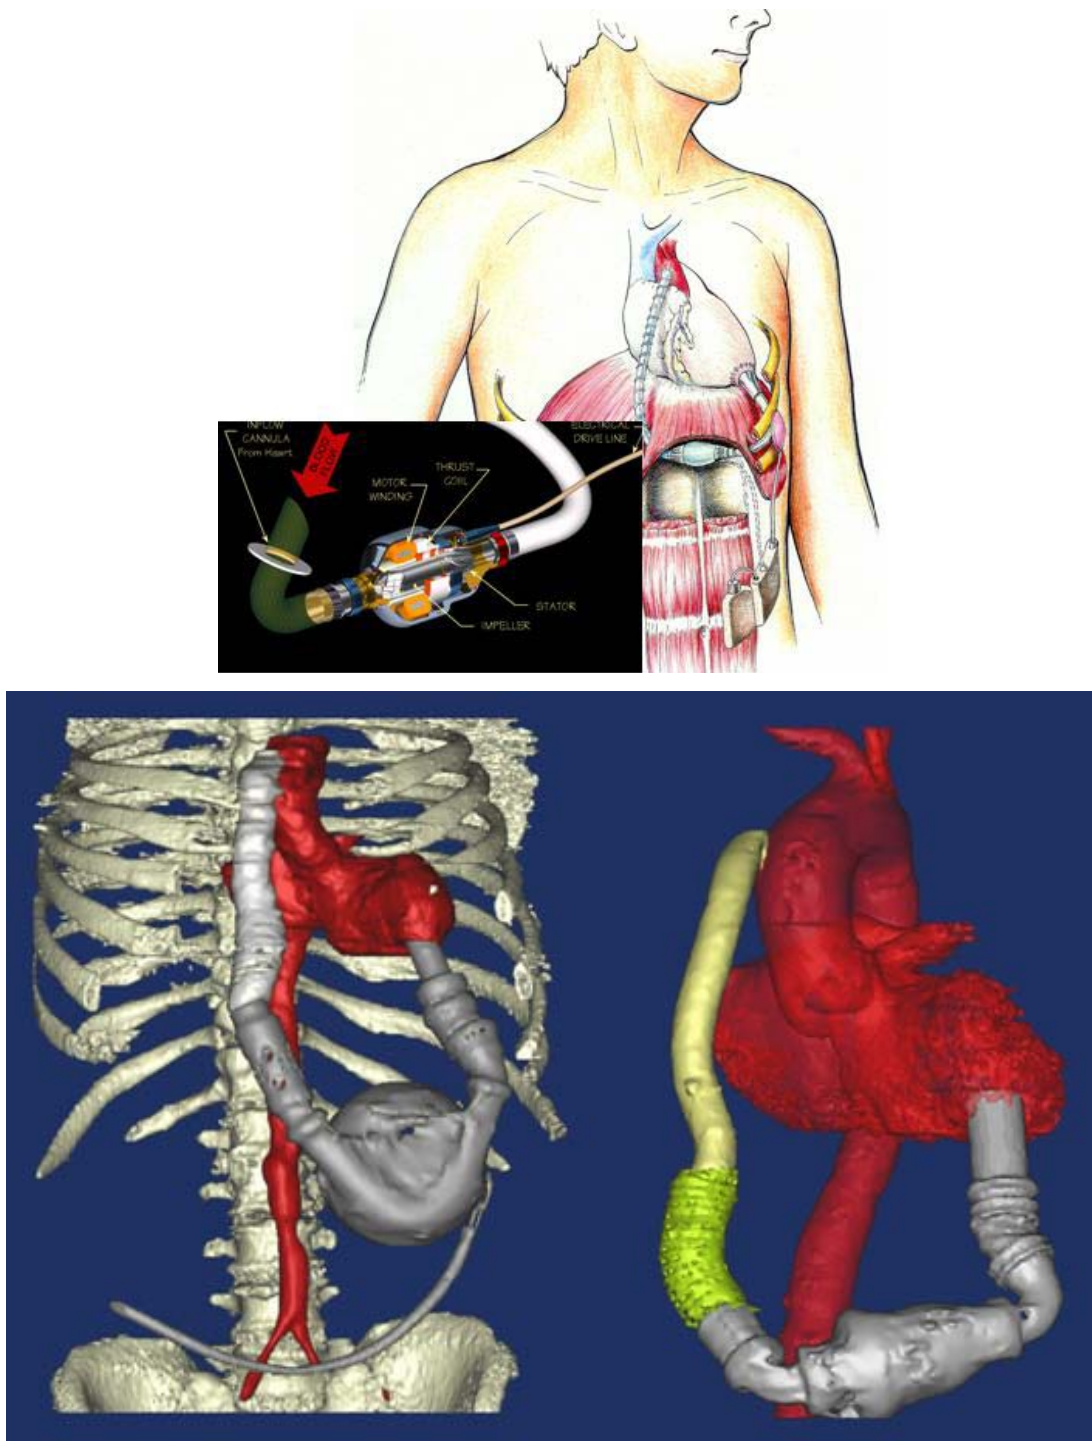 INFLOW
CANNULA
From Heart
BLOOD
FLOW
MOTOR
WINDING
THRUST
COIL
ELECTRICAL
DRIVE LINE
STATOR
IMPELLER